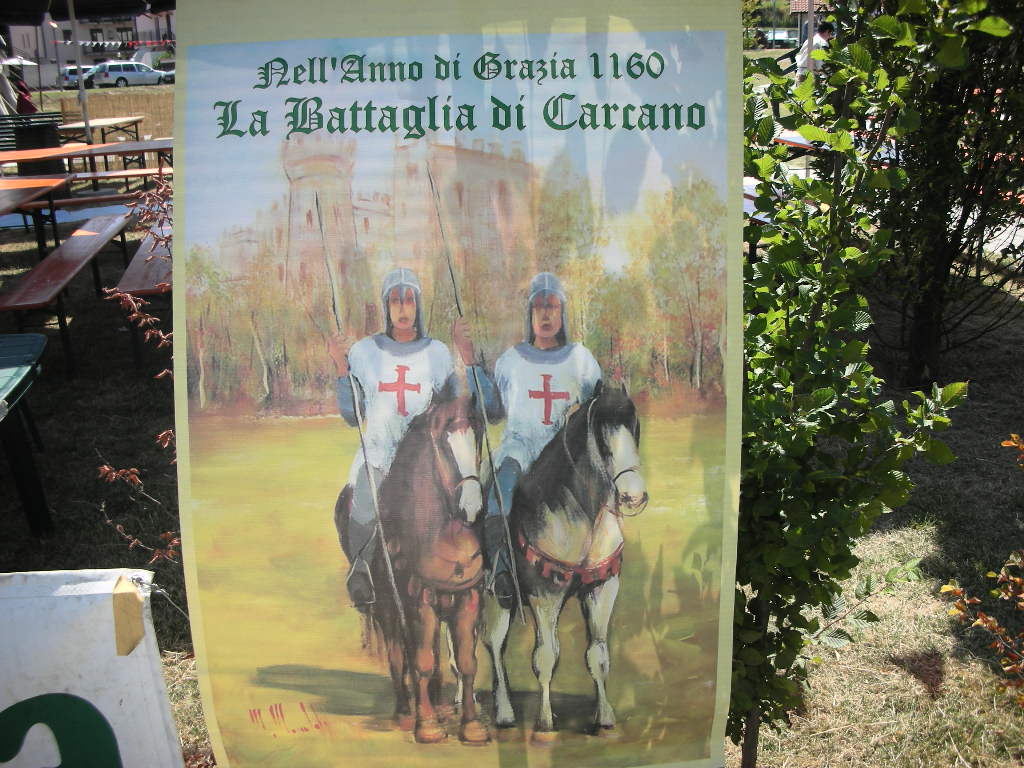 Nell'Anno di Grazia 1160
La Battaglia di Carcano